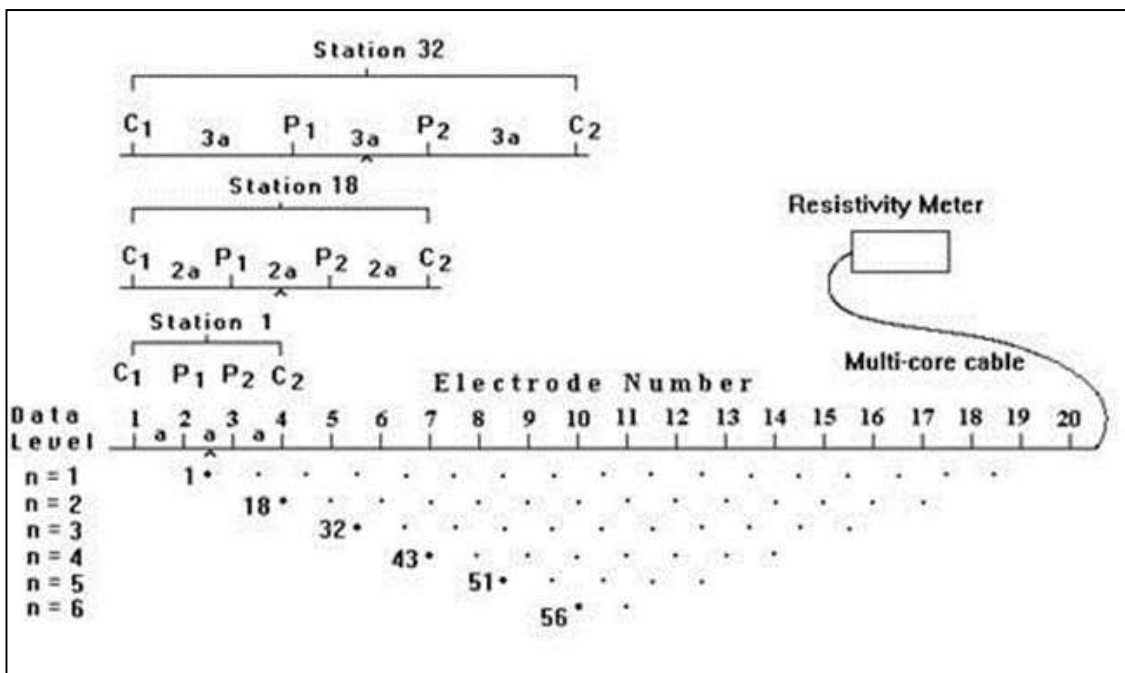 Station 32
C1 3a P1 3a P2 3a C2
Station 18
C1 2a P1 2a P2 2a C2
Resistivity Meter
Station 1
C1 P1 P2 C2
Multi-core cable
Electrode Number
Data 1 2 3 4 5 6 7 8 9 10 11 12 13 14 15 16 17 18 19 20
Level a a a
n = 1 1
n = 2 18
n = 3 32
n = 4 43
n = 5 51
n = 6 56